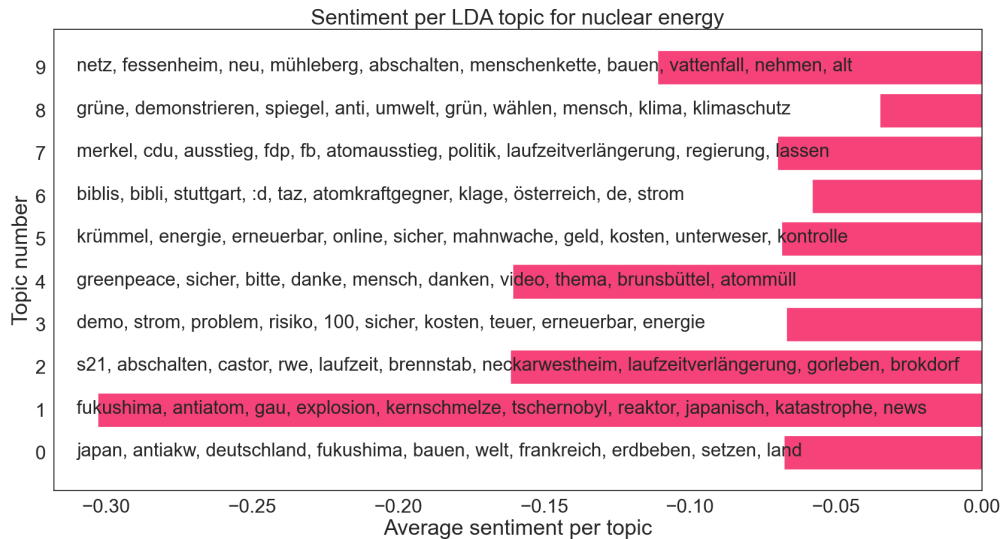 Sentiment per LDA topic for nuclear energy
Topic number
9 netz, fessenheim, neu, mühleberg, abschalten, menschenkette, bauen, vattenfall, nehmen, alt
8 grüne, demonstrieren, spiegel, anti, umwelt, grün, wählen, mensch, klima, klimaschutz
7 merkel, cdu, ausstieg, fdp, fb, atomausstieg, politik, laufzeitverlängerung, regierung, lassen
6 biblis, bibli, stuttgart, :d, taz, atomkraftgegner, klage, österreich, de, strom
5 krümmel, energie, erneuerbar, online, sicher, mahnwache, geld, kosten, unterweser, kontrolle
4 greenpeace, sicher, bitte, danke, mensch, danken, video, thema, brunsbüttel, atommüll
3 demo, strom, problem, risiko, 100, sicher, kosten, teuer, erneuerbar, energie
2 s21, abschalten, castor, rwe, laufzeit, brennstab, neckarwestheim, laufzeitverlängerung, gorleben, brokdorf
1 fukushima, antiatom, gau, explosion, kernschmelze, tschernobyl, reaktor, japanisch, katastrophe, news
0 japan, antiakw, deutschland, fukushima, bauen, welt, frankreich, erdbeben, setzen, land
−0.30 −0.25 −0.20 −0.15 −0.10 −0.05 0.00
Average sentiment per topic